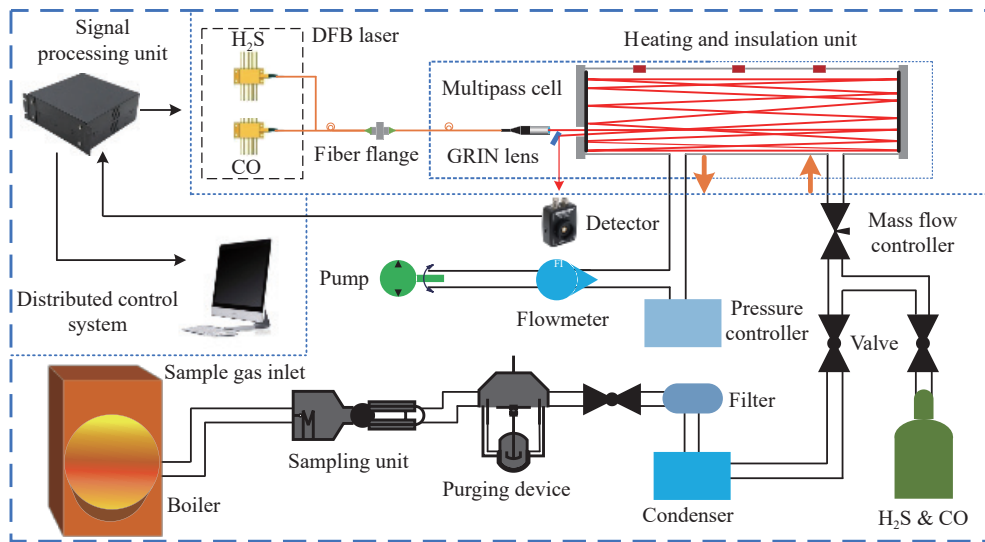 Signal
processing unit
H₂S
DFB laser
CO
Fiber flange
Heating and insulation unit
Multipass cell
GRIN lens
Detector
Mass flow
controller
Distributed control
system
Pump
FI
Flowmeter
Pressure
controller
Valve
Sample gas inlet
Boiler
Sampling unit
Purging device
Filter
Condenser
H₂S & CO